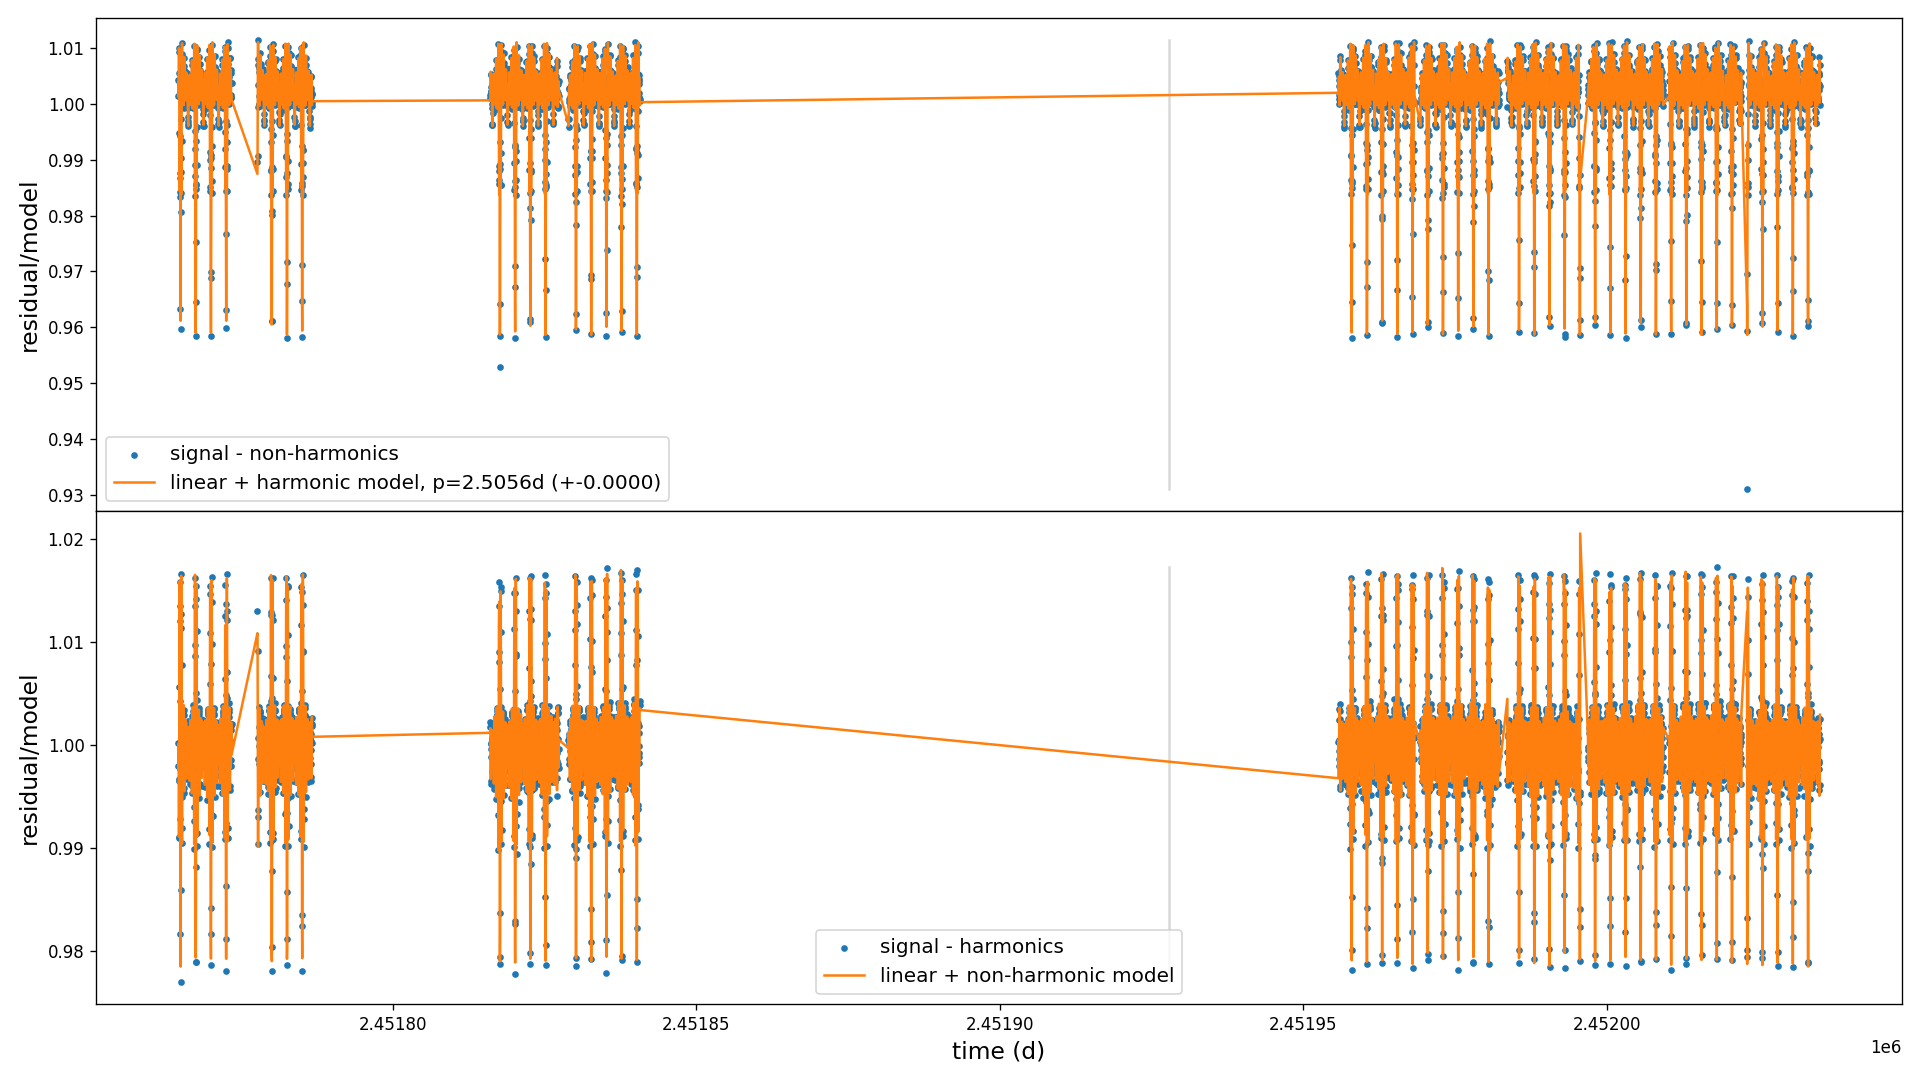 residual/model
1.01
1.00
0.99
0.98
0.97
0.96
0.95
0.94
0.93
signal - non-harmonics
linear + harmonic model, p=2.5056d (+-0.0000)
residual/model
1.02
1.01
1.00
0.99
0.98
signal - harmonics
linear + non-harmonic model
2.45180
2.45185
2.45190
2.45195
2.45200
time (d)
1e6